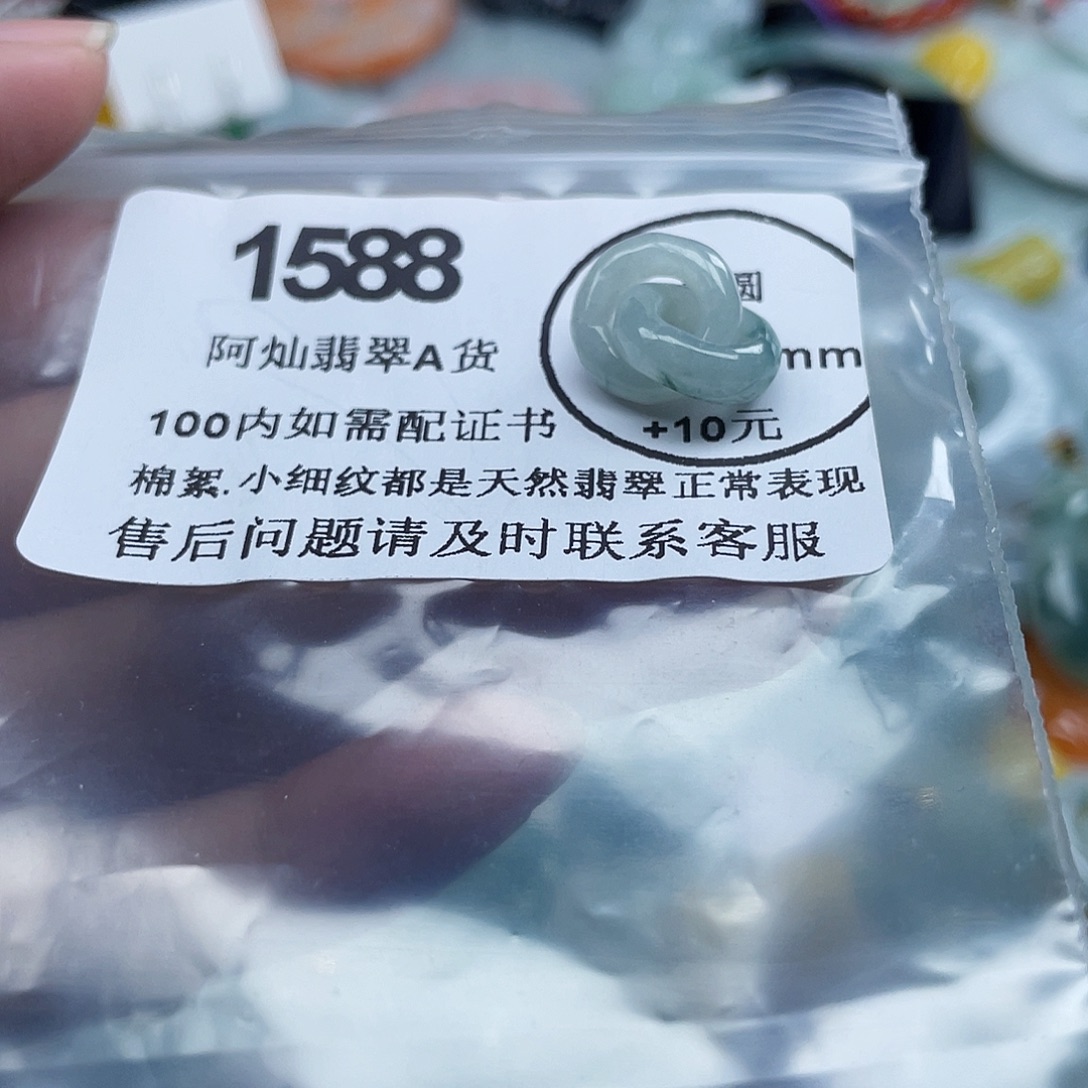 1588
圆
阿灿翡翠A货
mm
100内如需配证书
+10元
棉絮.小细纹都是天然翡翠正常表现
售后问题请及时联系客服